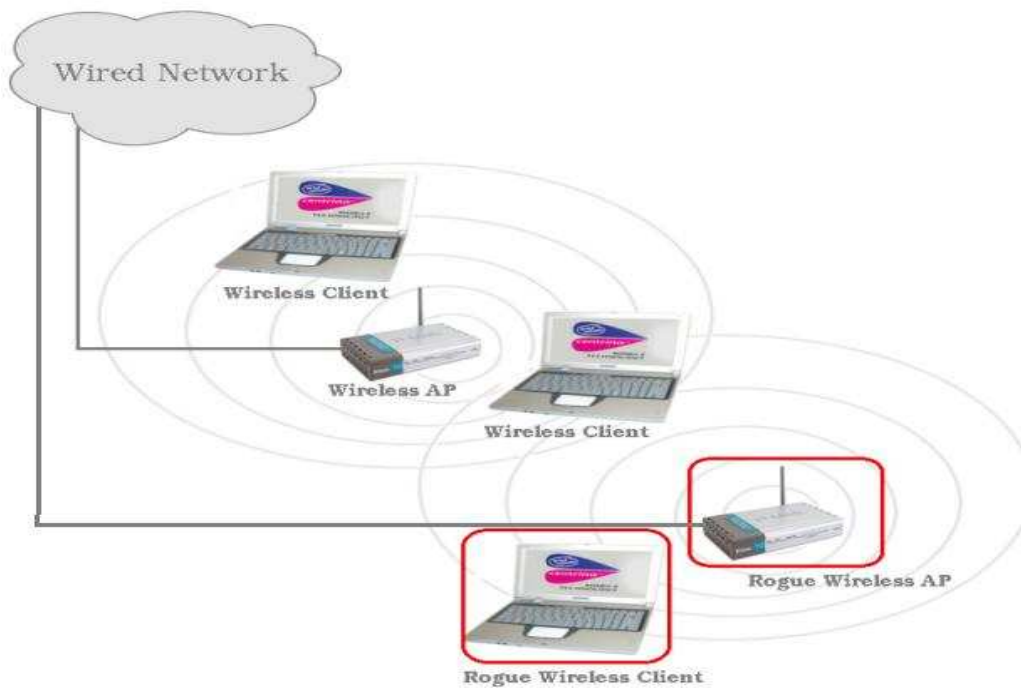 Wired Network
Wireless Client
Wireless AP
Wireless Client
Rogue Wireless AP
Rogue Wireless Client